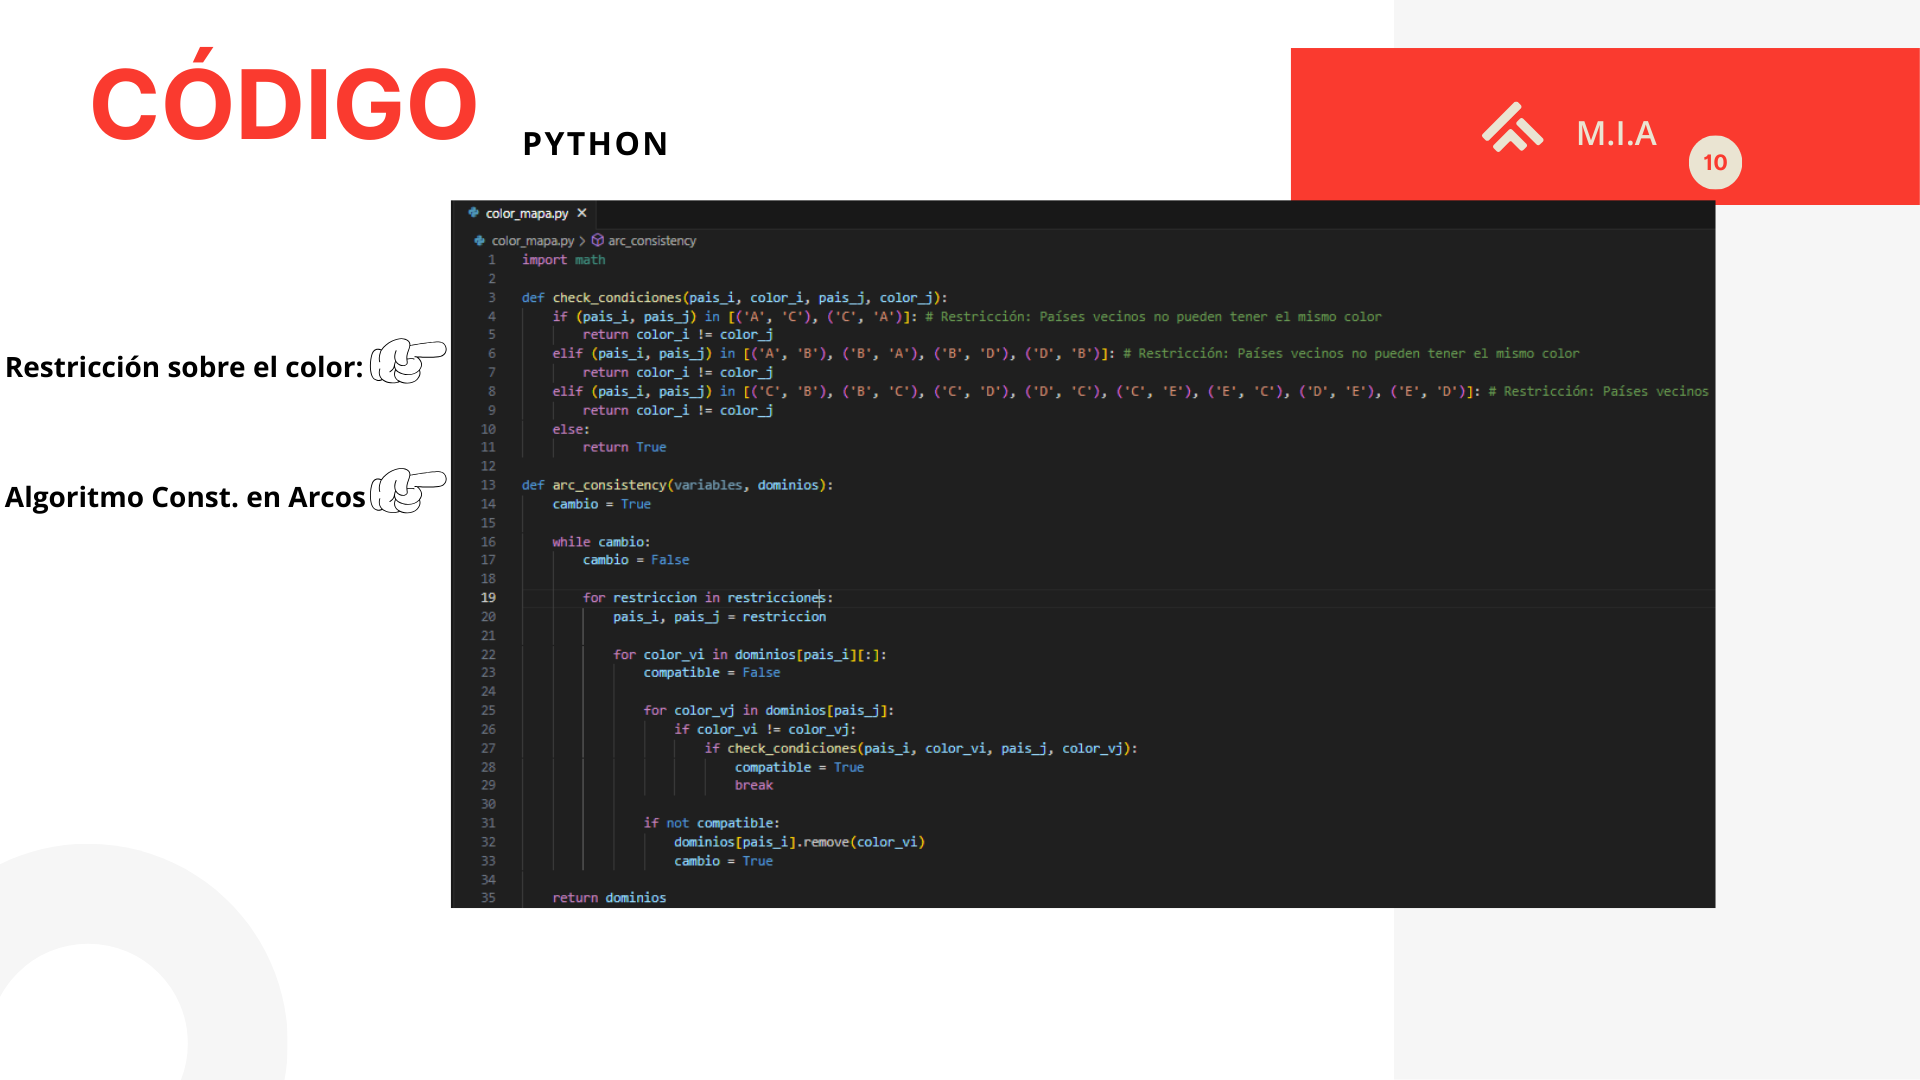 CÓDIGO
PYTHON
M.I.A
10
color_mapa.py ×
color_mapa.py > arc_consistency
1 import math
2
3 def check_condiciones(pais_i, color_i, pais_j, color_j):
4     if (pais_i, pais_j) in [('A', 'C'), ('C', 'A')]: # Restricción: Países vecinos no pueden tener el mismo color
5         return color_i != color_j
6     elif (pais_i, pais_j) in [('A', 'B'), ('B', 'A'), ('B', 'D'), ('D', 'B')]: # Restricción: Países vecinos no pueden tener el mismo color
7         return color_i != color_j
8     elif (pais_i, pais_j) in [('C', 'B'), ('B', 'C'), ('C', 'D'), ('D', 'C'), ('C', 'E'), ('E', 'C'), ('D', 'E'), ('E', 'D')]: # Restricción: Países vecinos
9         return color_i != color_j
10     else:
11         return True
12
13 def arc_consistency(variables, dominios):
14     cambio = True
15
16     while cambio:
17         cambio = False
18
19         for restriccion in restricciones:
20             pais_i, pais_j = restriccion
21
22             for color_vi in dominios[pais_i][:]:
23                 compatible = False
24
25                 for color_vj in dominios[pais_j]:
26                     if color_vi != color_vj:
27                         if check_condiciones(pais_i, color_vi, pais_j, color_vj):
28                             compatible = True
29                             break
30
31                 if not compatible:
32                     dominios[pais_i].remove(color_vi)
33                     cambio = True
34
35     return dominios
Restricción sobre el color:
Algoritmo Const. en Arcos